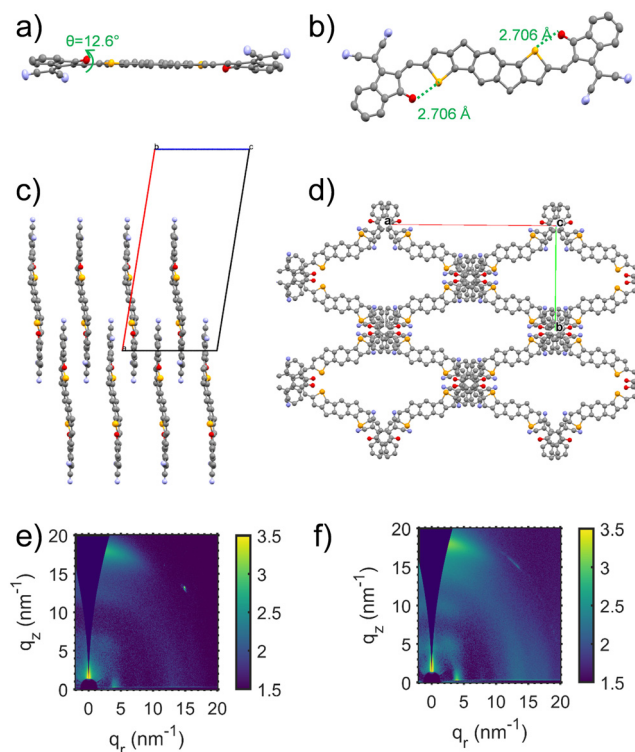 a)
θ=12.6°
b)
2.706 Å
2.706 Å
c)
b
c
d)
a
c
b
e)
20
15
10
5
0
q_z (nm⁻¹)
0 5 10 15 20
q_r (nm⁻¹)
3.5
3
2.5
2
1.5
f)
20
15
10
5
0
q_z (nm⁻¹)
0 5 10 15 20
q_r (nm⁻¹)
3.5
3
2.5
2
1.5